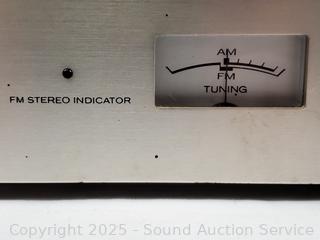 AM
FM
TUNING
FM STEREO INDICATOR
Copyright 2025 - Sound Auction Service